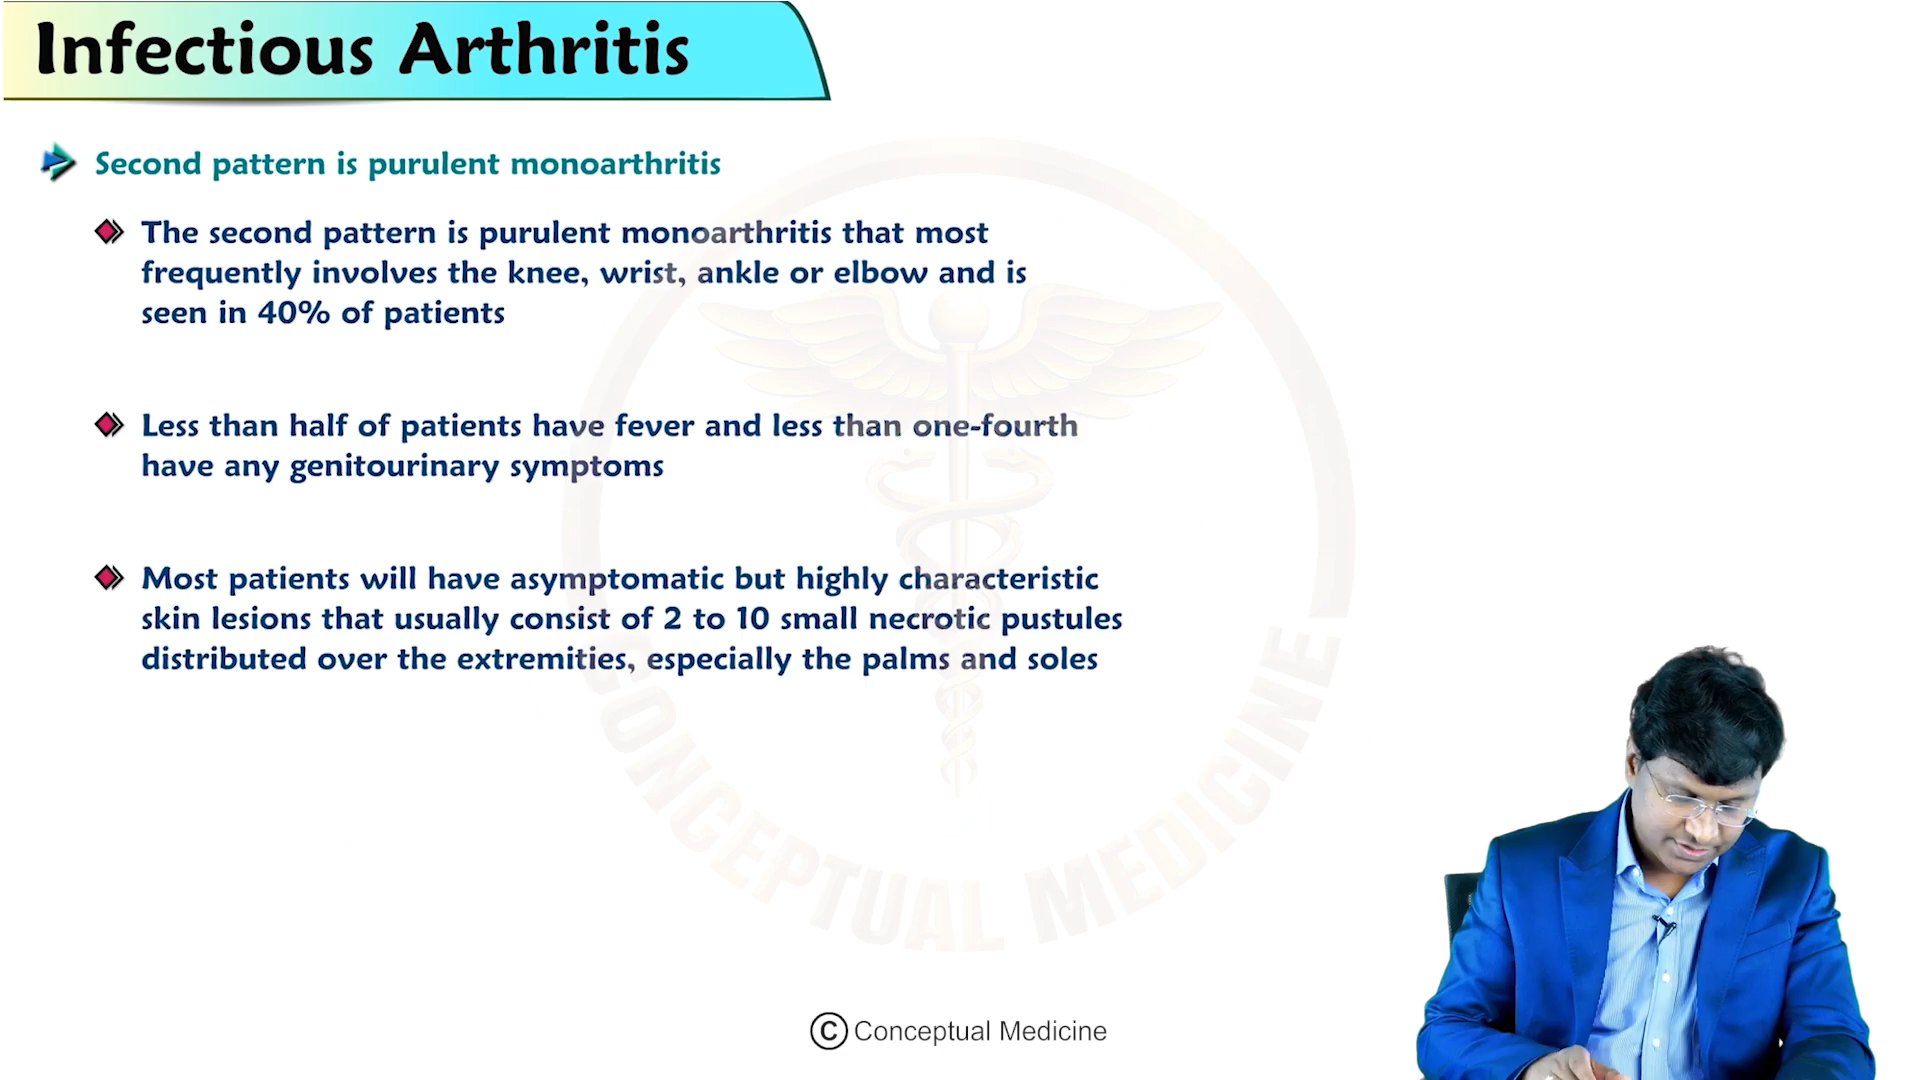 Infectious Arthritis
Second pattern is purulent monoarthritis
The second pattern is purulent monoarthritis that most
frequently involves the knee, wrist, ankle or elbow and is
seen in 40% of patients
Less than half of patients have fever and less than one-fourth
have any genitourinary symptoms
Most patients will have asymptomatic but highly characteristic
skin lesions that usually consist of 2 to 10 small necrotic pustules
distributed over the extremities, especially the palms and soles
CONCEPTUAL MEDICINE
© Conceptual Medicine